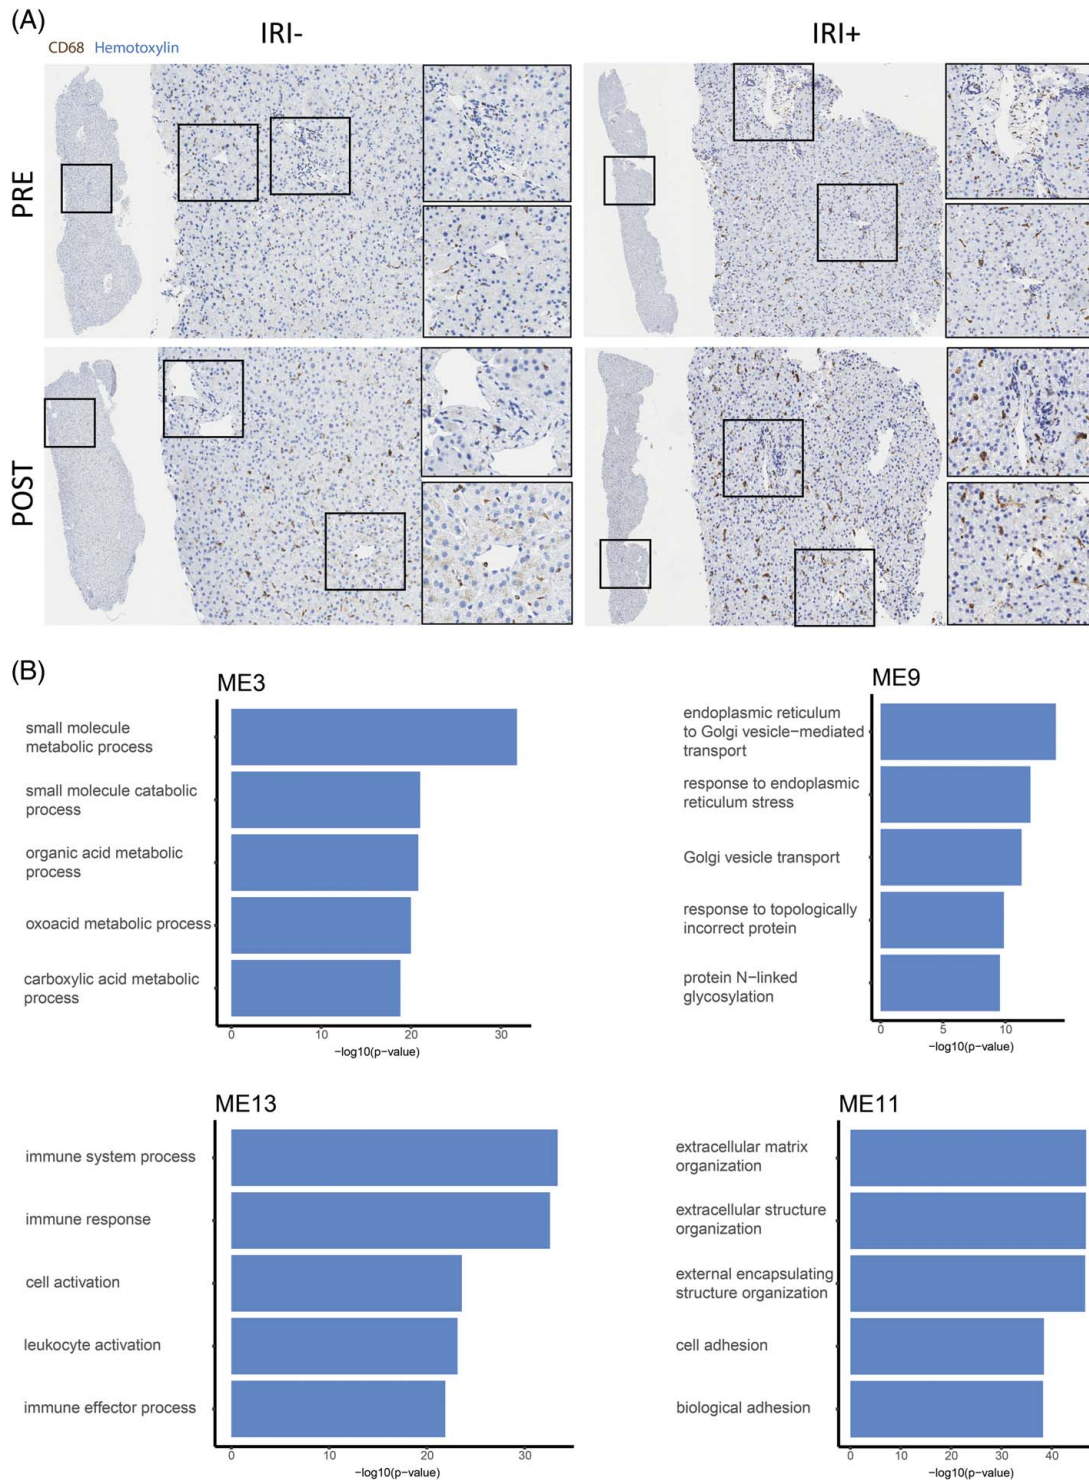 (A)
IRI-
IRI+
CD68 Hemotoxylin
PRE
POST
(B)
ME3
small molecule
metabolic process
small molecule catabolic
process
organic acid metabolic
process
oxoacid metabolic process
carboxylic acid metabolic
process
0 10 20 30
−log10(p−value)
ME9
endoplasmic reticulum
to Golgi vesicle−mediated
transport
response to endoplasmic
reticulum stress
Golgi vesicle transport
response to topologically
incorrect protein
protein N−linked
glycosylation
0 5 10
−log10(p−value)
ME13
immune system process
immune response
cell activation
leukocyte activation
immune effector process
0 10 20 30
−log10(p−value)
ME11
extracellular matrix
organization
extracellular structure
organization
external encapsulating
structure organization
cell adhesion
biological adhesion
0 10 20 30 40
−log10(p−value)